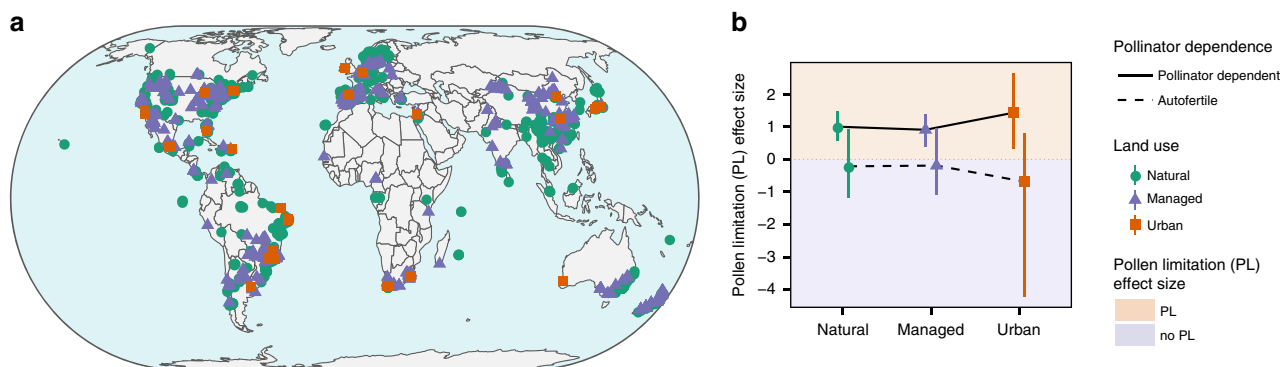 a
b
Pollen limitation (PL) effect size
2
1
0
−1
−2
−3
−4
Natural
Managed
Urban
Pollinator dependence
Pollinator dependent
Autofertile
Land use
Natural
Managed
Urban
Pollen limitation (PL)
effect size
PL
no PL